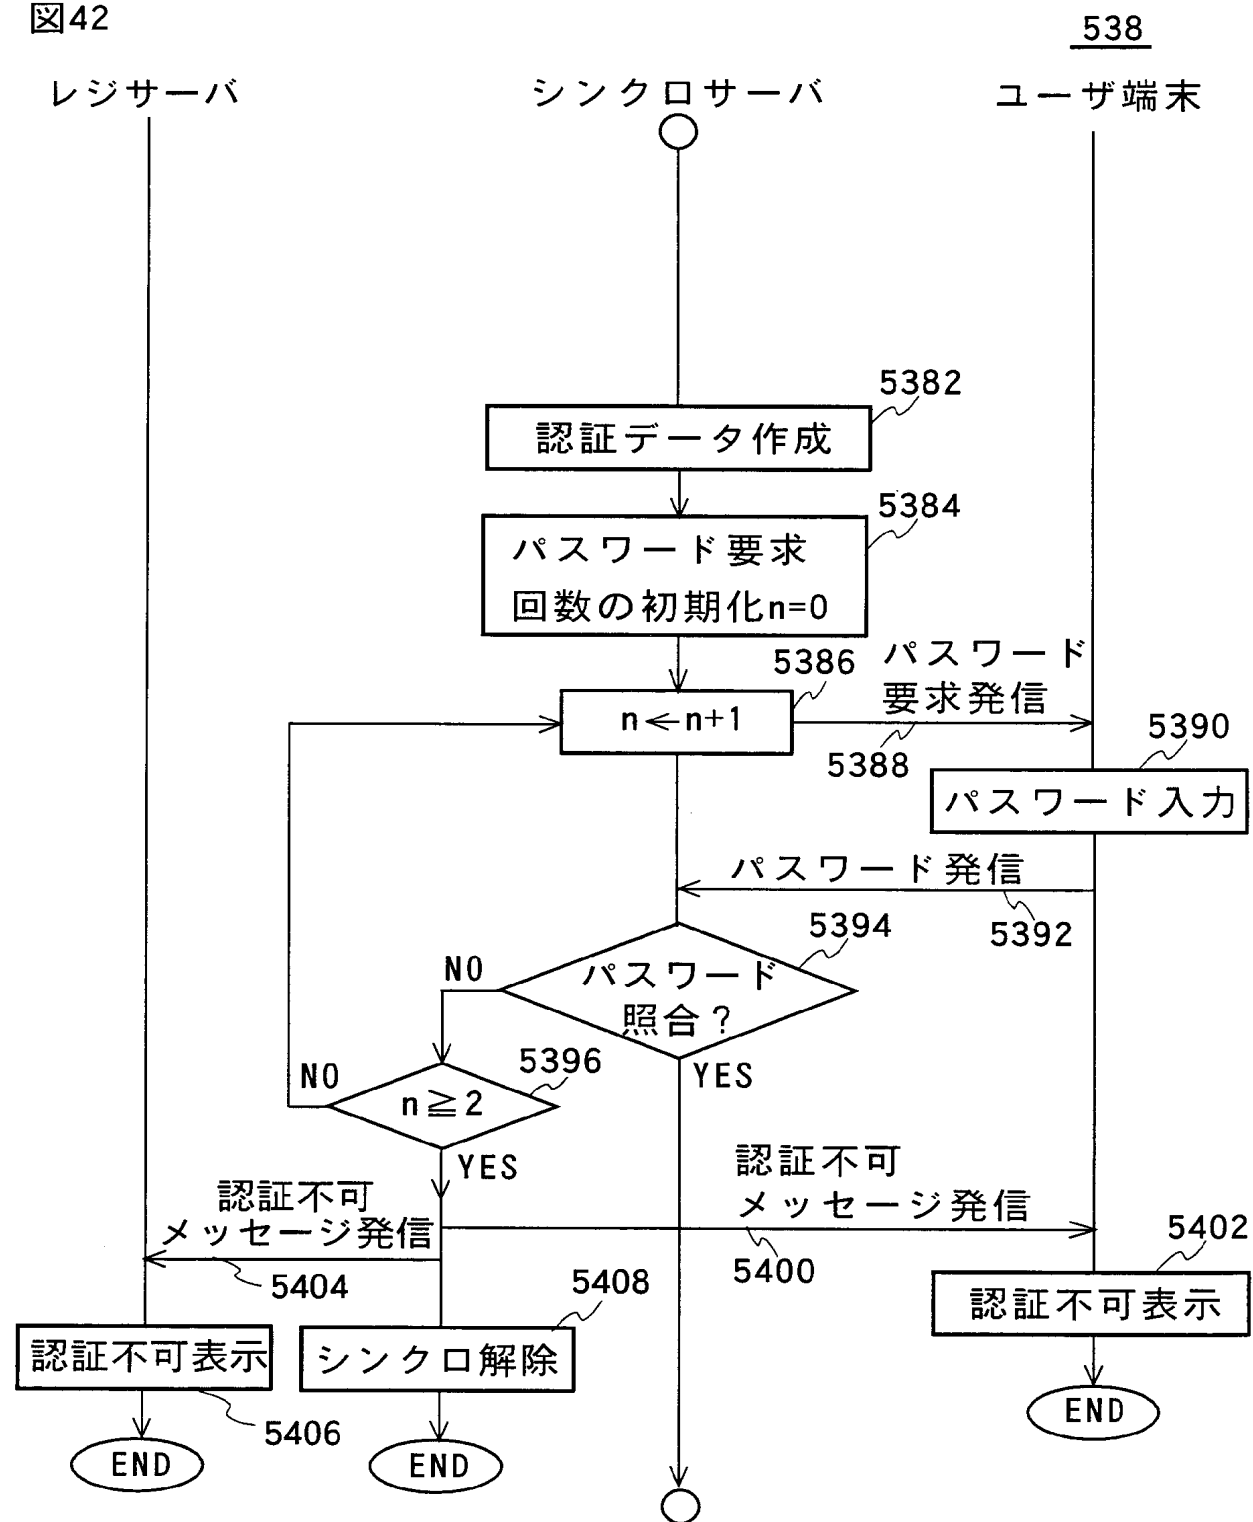 図42
538
レジサーバ
シンクロサーバ
ユーザ端末
5382
認証データ作成
5384
パスワード要求
回数の初期化n=0
5386
パスワード
要求発信
n←n+1
5388
5390
パスワード入力
パスワード発信
5392
5394
NO
パスワード
照合?
5396
NO
YES
n≧2
YES
認証不可
メッセージ発信
認証不可
メッセージ発信
5404
5400
5402
5408
認証不可表示
認証不可表示
シンクロ解除
5406
END
END
END